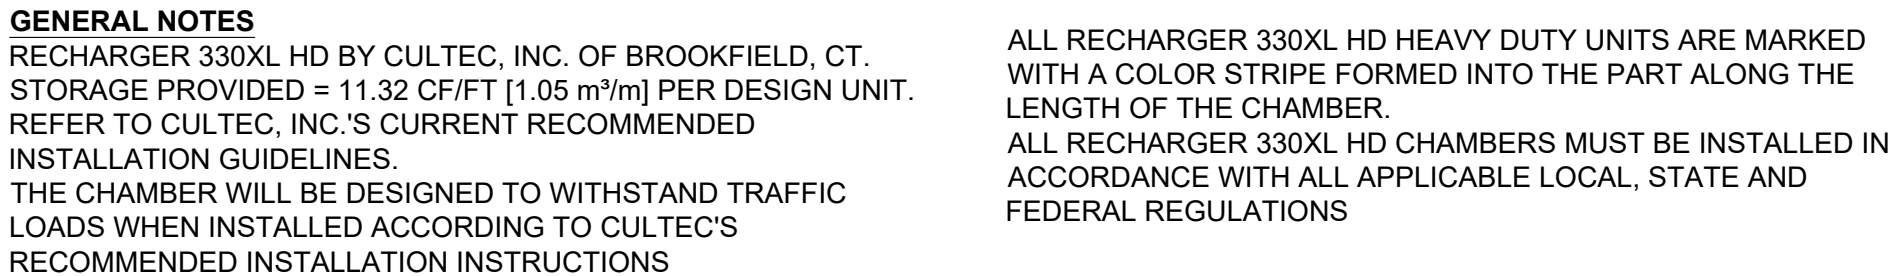 GENERAL NOTES
RECHARGER 330XL HD BY CULTEC, INC. OF BROOKFIELD, CT.
STORAGE PROVIDED = 11.32 CF/FT [1.05 m³/m] PER DESIGN UNIT.
REFER TO CULTEC, INC.'S CURRENT RECOMMENDED
INSTALLATION GUIDELINES.
THE CHAMBER WILL BE DESIGNED TO WITHSTAND TRAFFIC
LOADS WHEN INSTALLED ACCORDING TO CULTEC'S
RECOMMENDED INSTALLATION INSTRUCTIONS
ALL RECHARGER 330XL HD HEAVY DUTY UNITS ARE MARKED
WITH A COLOR STRIPE FORMED INTO THE PART ALONG THE
LENGTH OF THE CHAMBER.
ALL RECHARGER 330XL HD CHAMBERS MUST BE INSTALLED IN
ACCORDANCE WITH ALL APPLICABLE LOCAL, STATE AND
FEDERAL REGULATIONS